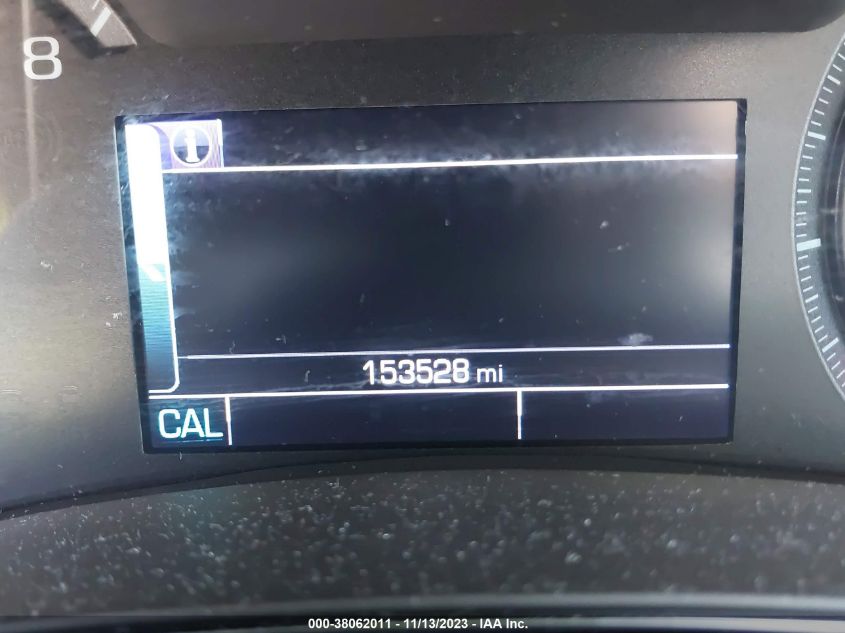 8
i
153528 mi
CAL
000-38062011 - 11/13/2023 - IAA Inc.